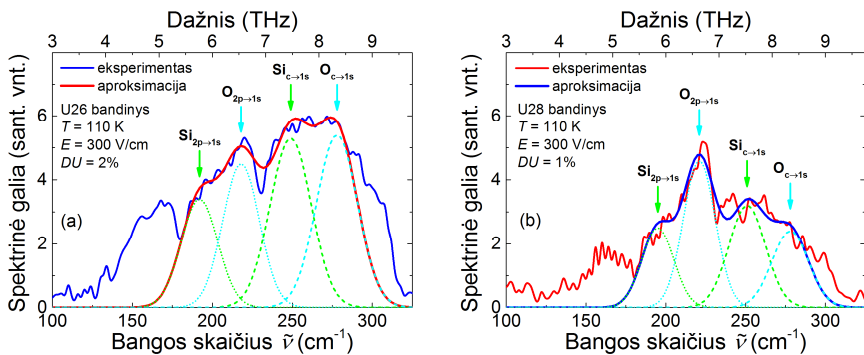 Dažnis (THz)
3 4 5 6 7 8 9
Spektrinė galia (sant. vnt.)
8
6
4
2
0
eksperimentas
aproksimacija
U26 bandinys
T = 110 K
E = 300 V/cm
DU = 2%
Si2p→1s
O2p→1s
Sic→1s
Oc→1s
(a)
100 150 200 250 300
Bangos skaičius ṽ (cm-1)
Dažnis (THz)
3 4 5 6 7 8 9
Spektrinė galia (sant. vnt.)
8
6
4
2
0
eksperimentas
aproksimacija
U28 bandinys
T = 110 K
E = 300 V/cm
DU = 1%
Si2p→1s
O2p→1s
Sic→1s
Oc→1s
(b)
100 150 200 250 300
Bangos skaičius ṽ (cm-1)